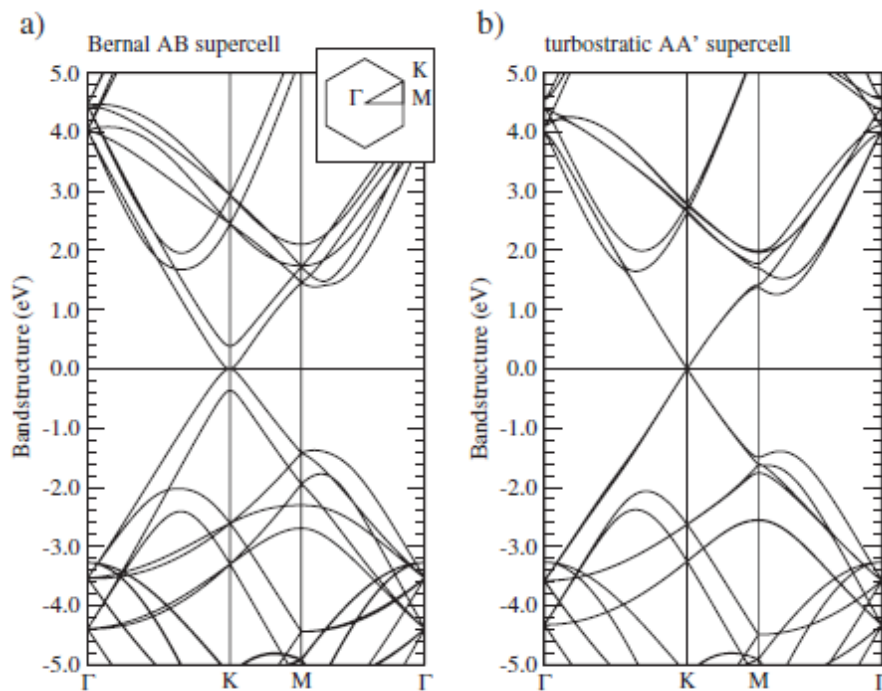 a)
Bernal AB supercell
b)
turbostratic AA' supercell
K
Γ
M
Bandstructure (eV)
5.0
4.0
3.0
2.0
1.0
0.0
-1.0
-2.0
-3.0
-4.0
-5.0
Γ
K
M
Γ
Bandstructure (eV)
5.0
4.0
3.0
2.0
1.0
0.0
-1.0
-2.0
-3.0
-4.0
-5.0
Γ
K
M
Γ